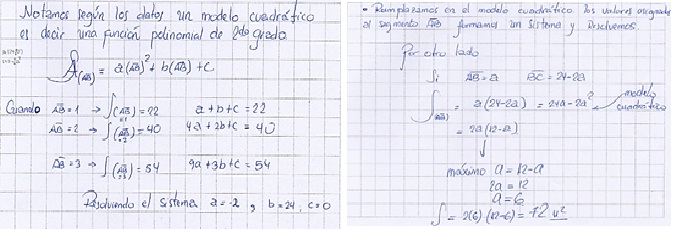 Notamos según los datos un modelo cuadrático
es decir una función polinomial de 2do grado
f(AB) = a(AB)² + b(AB) + c
Cuando AB = 1 → f(AB) = 22 a + b + c = 22
AB = 2 → f(AB) = 40 4a + 2b + c = 40
AB = 3 → f(AB) = 54 9a + 3b + c = 54
Resolviendo el sistema a = -2, b = 24, c = 0
• Reemplazamos en el modelo cuadrático los valores asignados
al segmento AB formamos un sistema y resolvemos.
Por otro lado
Si AB = a BC = 24-2a
f(AB) = a(24-2a) = 24a - 2a²
modelo
cuadrático
= 2a(12-a)
máximo a = 12-a
2a = 12
a = 6
f = 2(6)(12-6) = 72